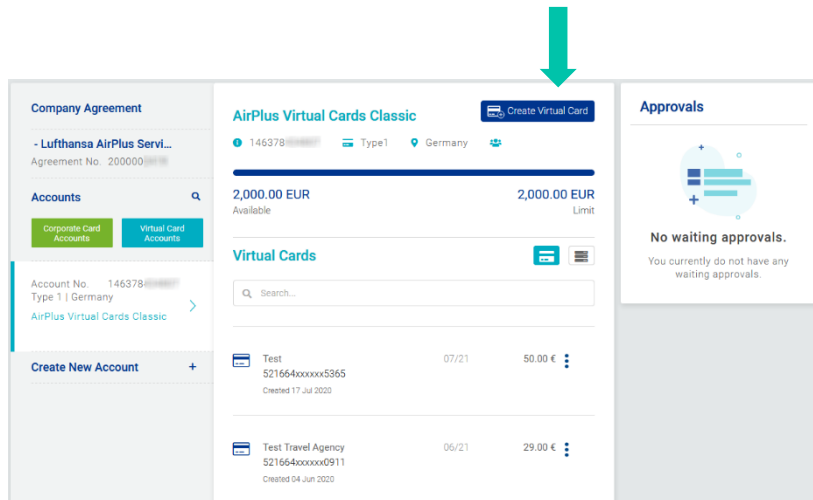 Company Agreement
- Lufthansa AirPlus Servi...
Agreement No. 200000
Accounts
Corporate Card
Accounts
Virtual Card
Accounts
Account No. 146378
Type 1 | Germany
AirPlus Virtual Cards Classic
Create New Account +
AirPlus Virtual Cards Classic
Create Virtual Card
146378 Type1 Germany
2,000.00 EUR 2,000.00 EUR
Available Limit
Virtual Cards
Search...
Test 07/21 50.00 €
521664xxxxxx5365
Created 17 Jul 2020
Test Travel Agency 06/21 29.00 €
521664xxxxxx0911
Created 04 Jun 2020
Approvals
No waiting approvals.
You currently do not have any
waiting approvals.